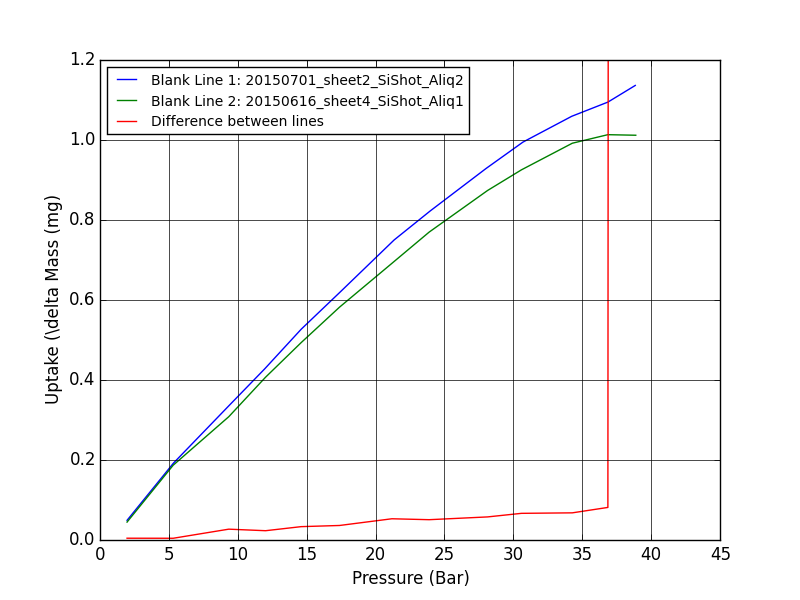 Blank Line 1: 20150701_sheet2_SiShot_Aliq2
Blank Line 2: 20150616_sheet4_SiShot_Aliq1
Difference between lines
1.2
1.0
0.8
0.6
0.4
0.2
0.0
Uptake (\delta Mass (mg)
0 5 10 15 20 25 30 35 40 45
Pressure (Bar)